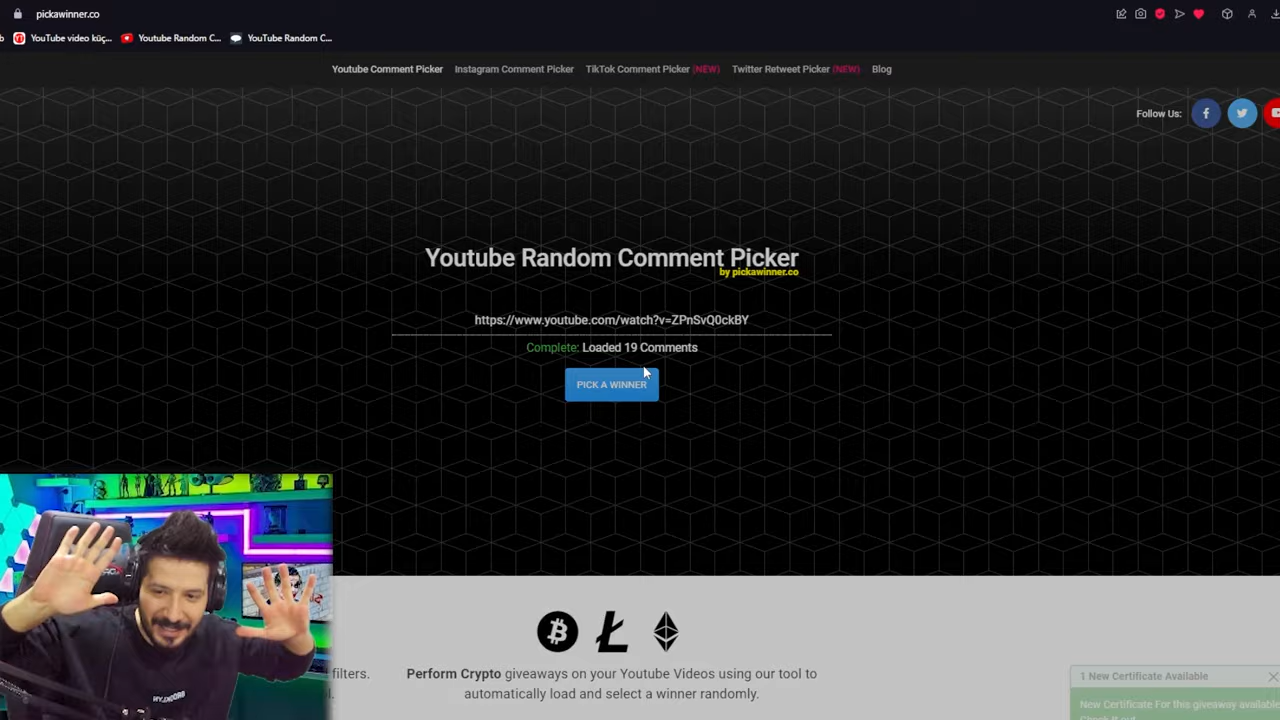 pickawinner.co
YouTube video küç...
Youtube Random C...
YouTube Random C...
Youtube Comment Picker
Instagram Comment Picker
TikTok Comment Picker (NEW)
Twitter Retweet Picker (NEW)
Blog
Follow Us:
Youtube Random Comment Picker
by pickawinner.co
https://www.youtube.com/watch?v=ZPnSvQ0ckBY
Complete: Loaded 19 Comments
PICK A WINNER
filters.
Perform Crypto giveaways on your Youtube Videos using our tool to
automatically load and select a winner randomly.
1 New Certificate Available
New Certificate For this giveaway available
Check it out